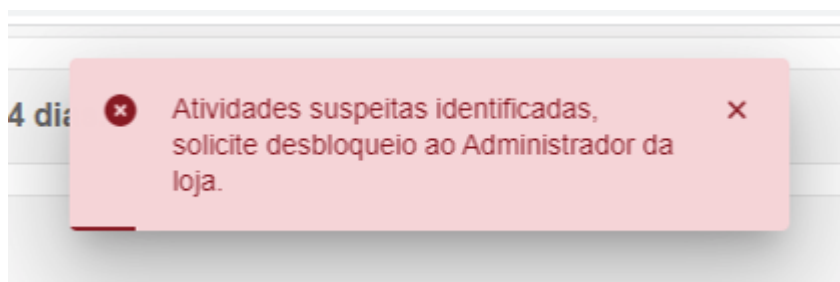 4 dia
Atividades suspeitas identificadas,
solicite desbloqueio ao Administrador da
loja.